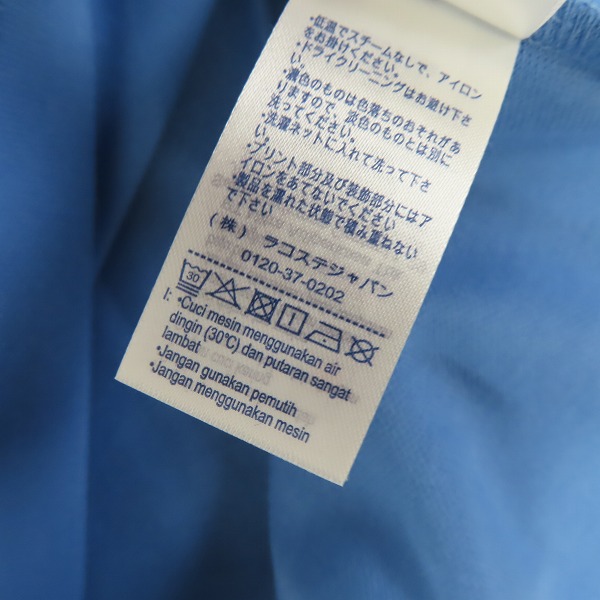 ・低温でスチームなしで、アイロン
をお掛けください。
・ドライクリーニングはお避け下さ
い。
・濃色のものは色落ちのおそれがあ
りますので、淡色のものとは別に
洗ってください。
・洗濯ネットに入れて洗って下さ
い。
・プリント部分及び装飾部分にはア
イロンをあてないでください。
・製品を濡れた状態で積み重ねない
で下さい。
(株) ラコステジャパン
0120-37-0202
30
I: •Cuci mesin menggunakan air
dingin (30°C) dan putaran sangat
lambat
•Jangan gunakan pemutih
•Jangan menggunakan mesin